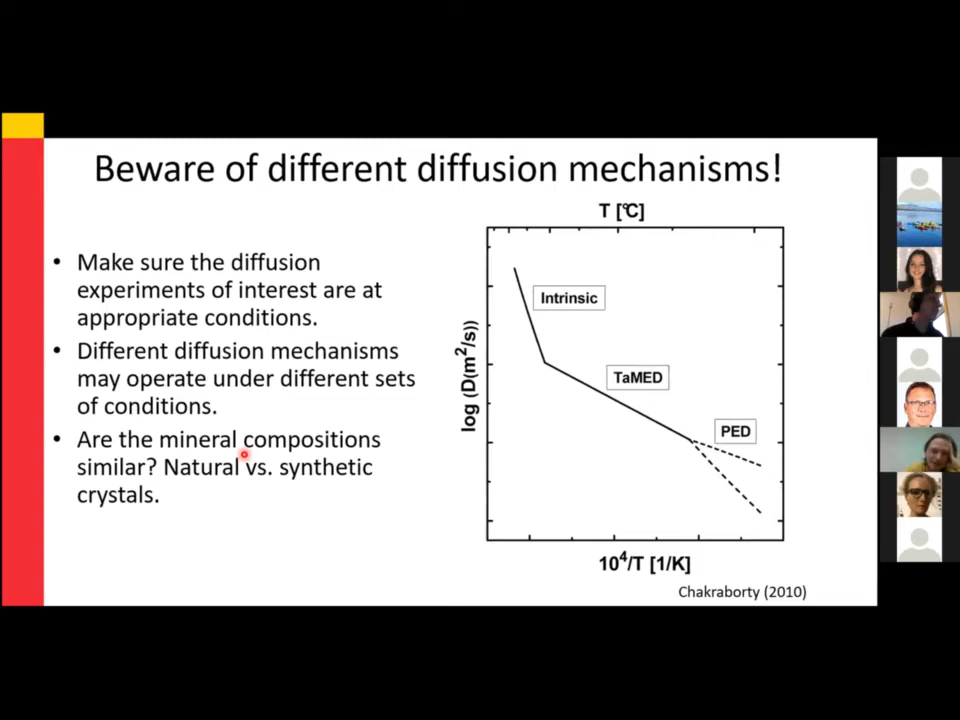 Beware of different diffusion mechanisms!
• Make sure the diffusion
experiments of interest are at
appropriate conditions.
• Different diffusion mechanisms
may operate under different sets
of conditions.
• Are the mineral compositions
similar? Natural vs. synthetic
crystals.
T [°C]
Intrinsic
TaMED
PED
log (D(m²/s))
10⁴/T [1/K]
Chakraborty (2010)